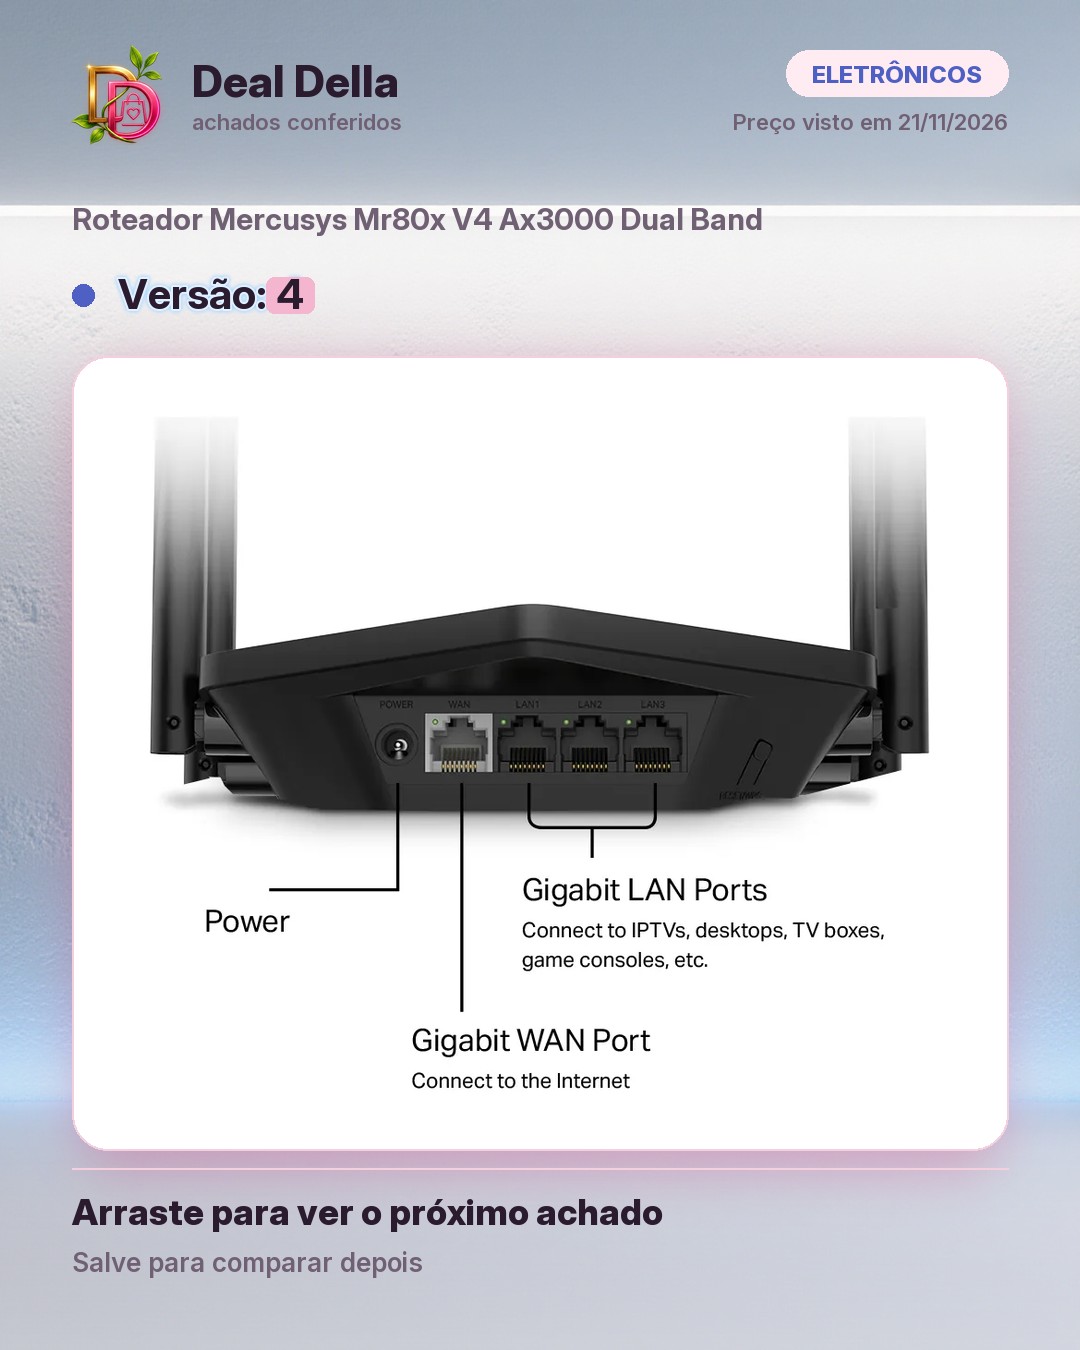 Deal Della
achados conferidos
ELETRÔNICOS
Preço visto em 21/11/2026
Roteador Mercusys Mr80x V4 Ax3000 Dual Band
Versão: 4
POWER
WAN
LAN1
LAN2
LAN3
Power
Gigabit LAN Ports
Connect to IPTVs, desktops, TV boxes,
game consoles, etc.
Gigabit WAN Port
Connect to the Internet
Arraste para ver o próximo achado
Salve para comparar depois